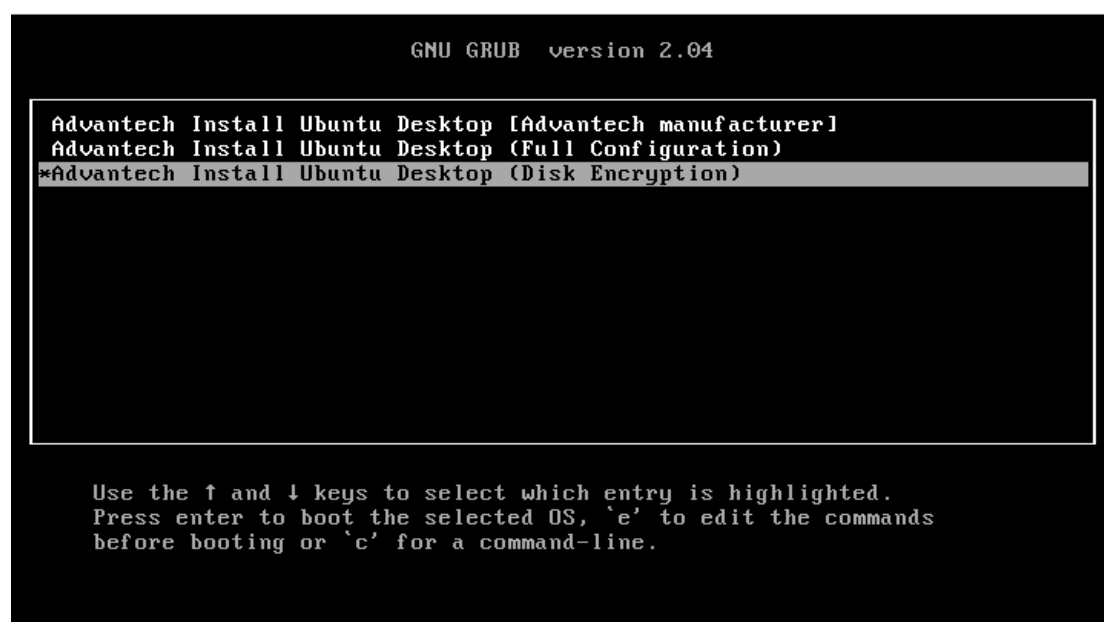 GNU GRUB  version 2.04
Advantech Install Ubuntu Desktop [Advantech manufacturer]
Advantech Install Ubuntu Desktop (Full Configuration)
*Advantech Install Ubuntu Desktop (Disk Encryption)
Use the ↑ and ↓ keys to select which entry is highlighted.
Press enter to boot the selected OS, `e' to edit the commands
before booting or `c' for a command-line.